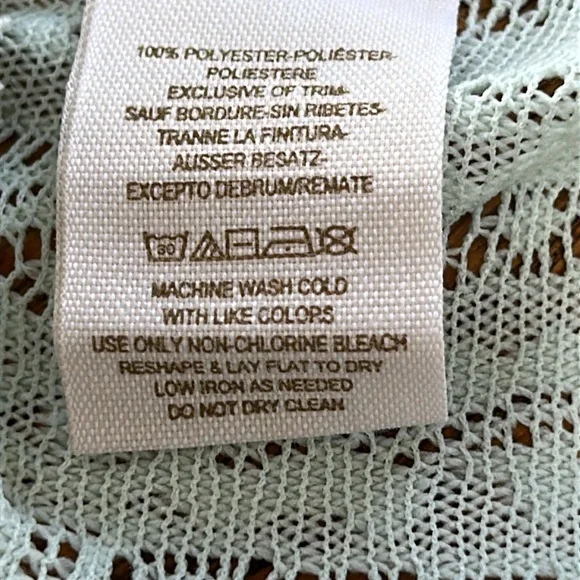 100% POLYESTER-POLIÉSTER-
POLIESTERE
EXCLUSIVE OF TRIM-
SAUF BORDURE-SIN RIBETES-
TRANNE LA FINITURA-
AUSSER BESATZ-
EXCEPTO DEBRUM/REMATE
30
MACHINE WASH COLD
WITH LIKE COLORS
USE ONLY NON-CHLORINE BLEACH
RESHAPE & LAY FLAT TO DRY
LOW IRON AS NEEDED
DO NOT DRY CLEAN